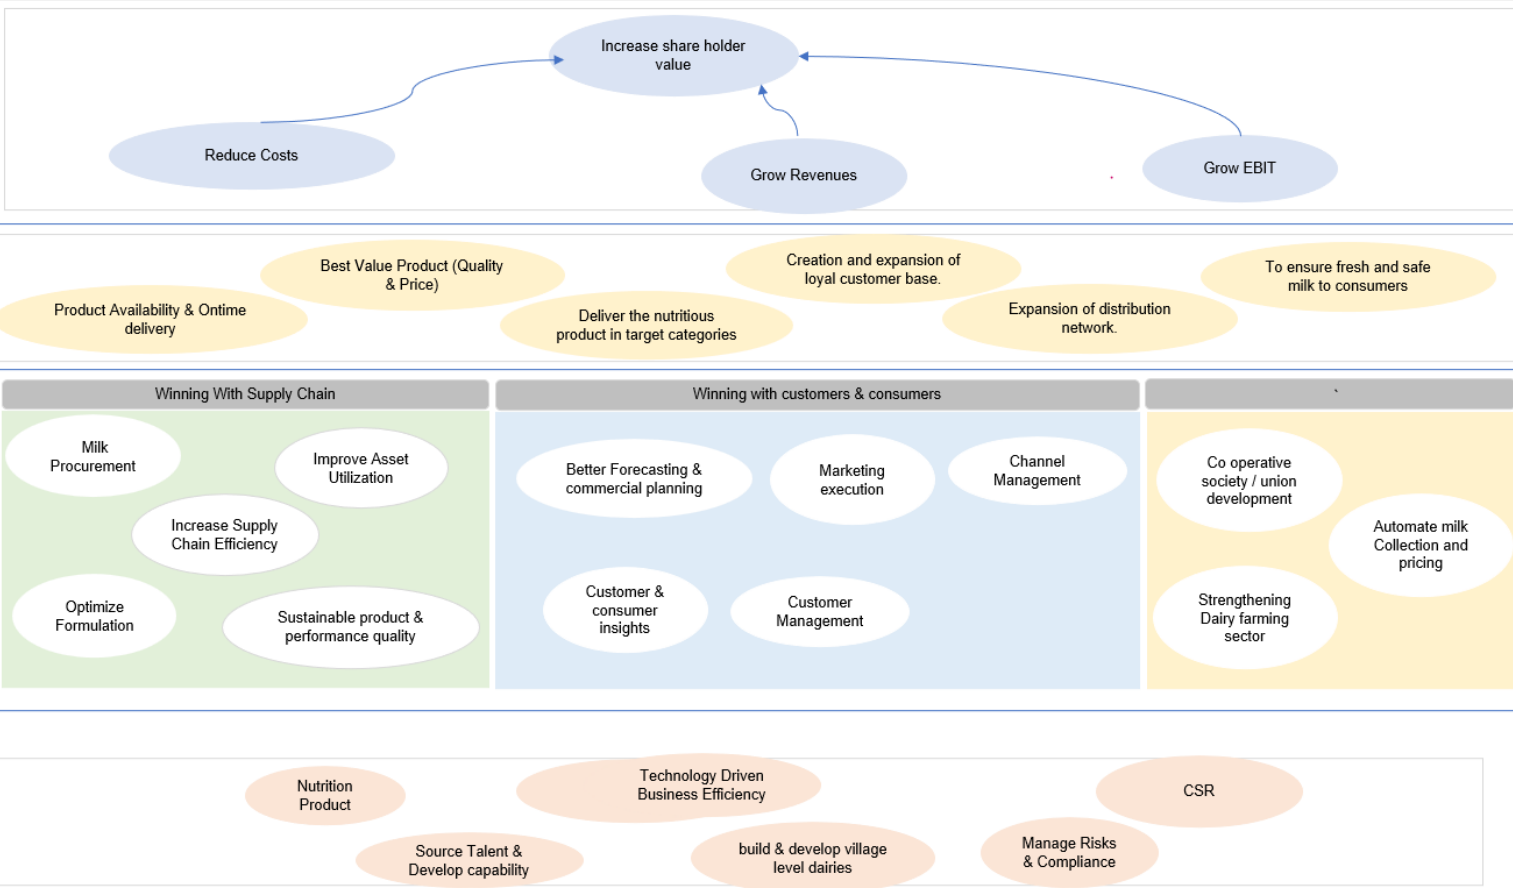 Increase share holder
value
Reduce Costs
Grow Revenues
Grow EBIT
Best Value Product (Quality
& Price)
Creation and expansion of
loyal customer base.
To ensure fresh and safe
milk to consumers
Product Availability & Ontime
delivery
Deliver the nutritious
product in target categories
Expansion of distribution
network.
Winning With Supply Chain
Winning with customers & consumers
`
Milk
Procurement
Improve Asset
Utilization
Increase Supply
Chain Efficiency
Optimize
Formulation
Sustainable product &
performance quality
Better Forecasting &
commercial planning
Marketing
execution
Channel
Management
Customer &
consumer
insights
Customer
Management
Co operative
society / union
development
Automate milk
Collection and
pricing
Strengthening
Dairy farming
sector
Nutrition
Product
Technology Driven
Business Efficiency
CSR
Source Talent &
Develop capability
build & develop village
level dairies
Manage Risks
& Compliance